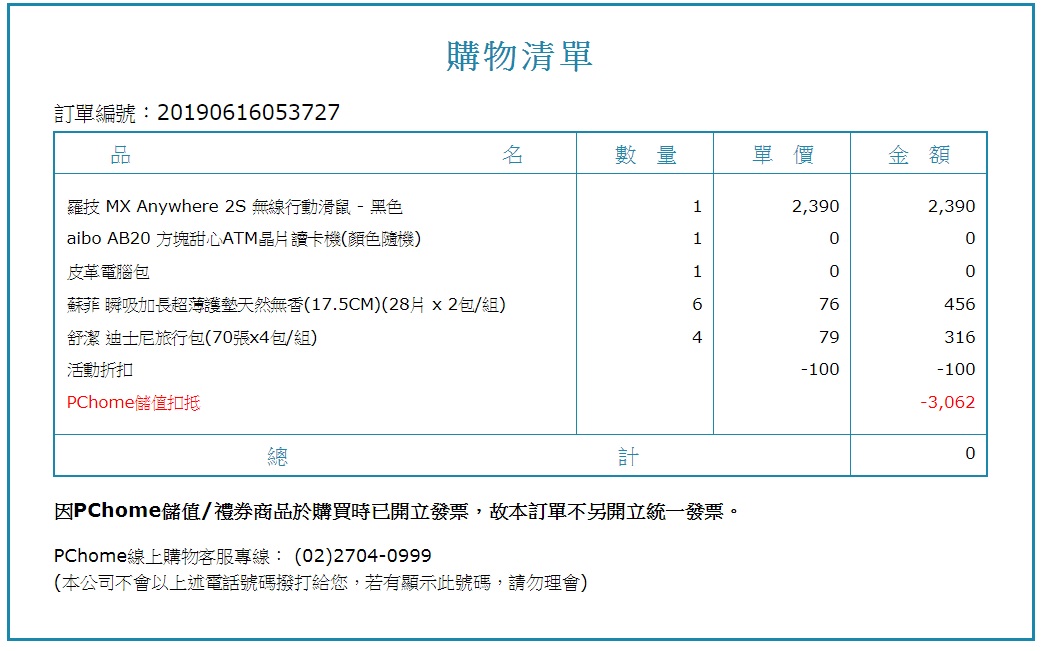 購物清單
訂單編號：20190616053727
品 名 數 量 單 價 金 額
羅技 MX Anywhere 2S 無線行動滑鼠 - 黑色 1 2,390 2,390
aibo AB20 方塊甜心ATM晶片讀卡機(顏色隨機) 1 0 0
皮革電腦包 1 0 0
蘇菲 瞬吸加長超薄護墊天然無香(17.5CM)(28片 x 2包/組) 6 76 456
舒潔 迪士尼旅行包(70張x4包/組) 4 79 316
活動折扣 -100 -100
PChome儲值扣抵 -3,062
總 計 0
因PChome儲值/禮券商品於購買時已開立發票，故本訂單不另開立統一發票。
PChome線上購物客服專線： (02)2704-0999
(本公司不會以上述電話號碼撥打給您，若有顯示此號碼，請勿理會)